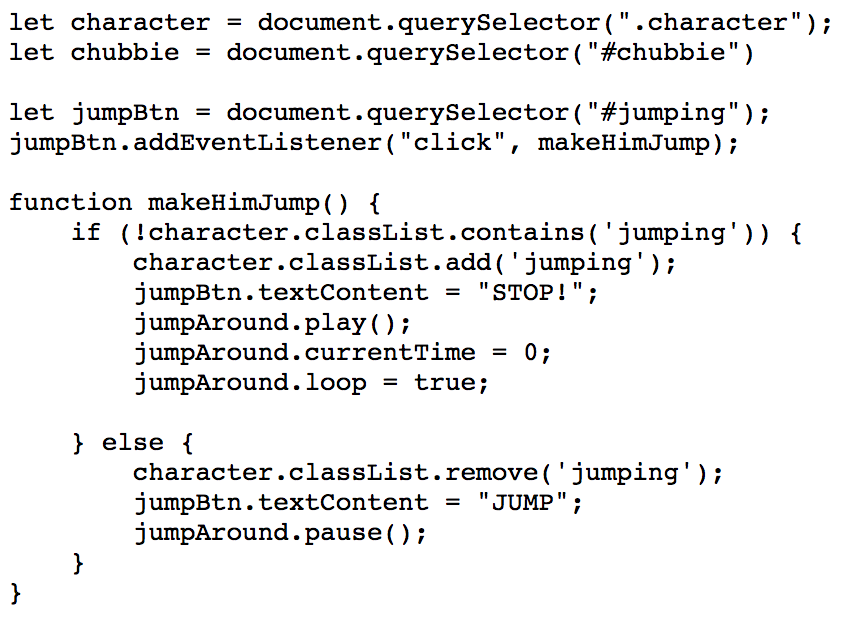 let character = document.querySelector(".character");
let chubbie = document.querySelector("#chubbie")

let jumpBtn = document.querySelector("#jumping");
jumpBtn.addEventListener("click", makeHimJump);

function makeHimJump() {
    if (!character.classList.contains('jumping')) {
        character.classList.add('jumping');
        jumpBtn.textContent = "STOP!";
        jumpAround.play();
        jumpAround.currentTime = 0;
        jumpAround.loop = true;

    } else {
        character.classList.remove('jumping');
        jumpBtn.textContent = "JUMP";
        jumpAround.pause();
    }
}